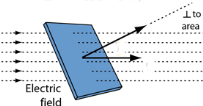 ⊥ to
area
Electric
field